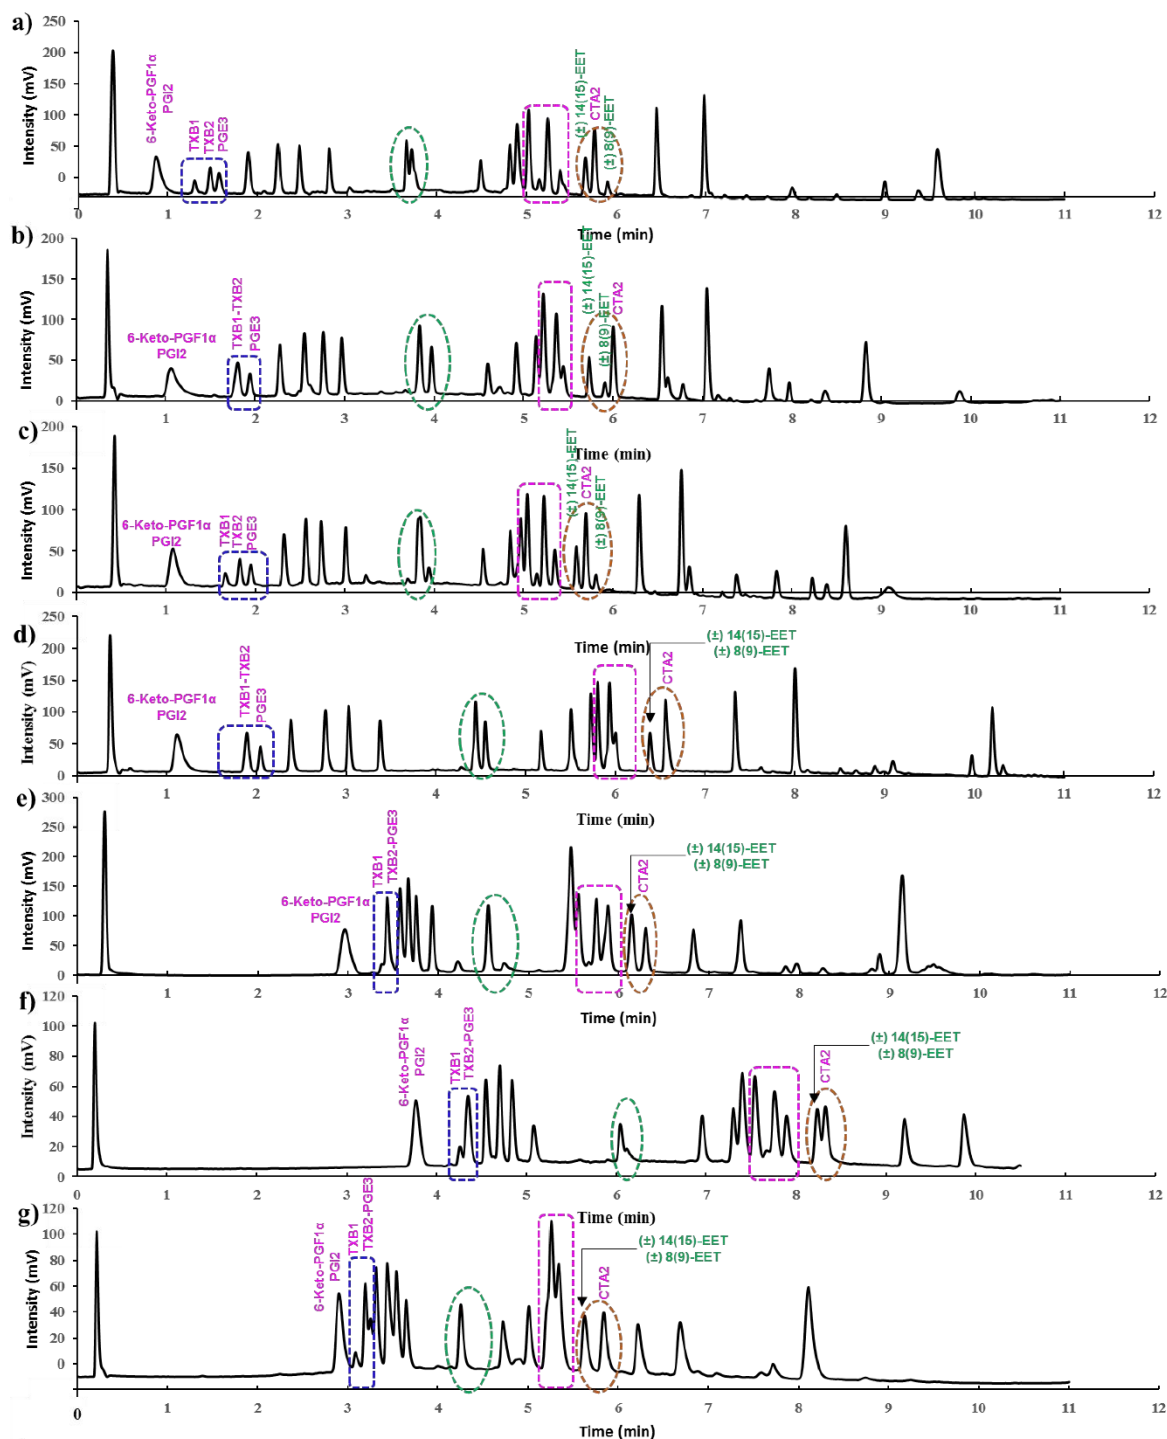 a)
Intensity (mV)
250
200
150
100
50
0
6-Keto-PGF1α
PGI2
TXB1
TXB2
PGE3
(±) 14(15)-EET
CTA2
(±) 8(9)-EET
0 1 2 3 4 5 6 7 8 9 10 11 12
Time (min)
b)
Intensity (mV)
200
150
100
50
0
6-Keto-PGF1α
PGI2
TXB1-TXB2
PGE3
(±) 14(15)-EET
(±) 8(9)-EET
CTA2
0 1 2 3 4 5 6 7 8 9 10 11 12
Time (min)
c)
Intensity (mV)
200
150
100
50
0
6-Keto-PGF1α
PGI2
TXB1
TXB2
PGE3
(±) 14(15)-EET
CTA2
(±) 8(9)-EET
0 1 2 3 4 5 6 7 8 9 10 11 12
Time (min)
d)
Intensity (mV)
250
200
150
100
50
0
6-Keto-PGF1α
PGI2
TXB1-TXB2
PGE3
(±) 14(15)-EET
(±) 8(9)-EET
CTA2
0 1 2 3 4 5 6 7 8 9 10 11 12
Time (min)
e)
Intensity (mV)
300
250
200
150
100
50
0
6-Keto-PGF1α
PGI2
TXB1
TXB2-PGE3
(±) 14(15)-EET
(±) 8(9)-EET
CTA2
0 1 2 3 4 5 6 7 8 9 10 11 12
Time (min)
f)
Intensity (mV)
120
100
80
60
40
20
0
6-Keto-PGF1α
PGI2
TXB1
TXB2-PGE3
(±) 14(15)-EET
(±) 8(9)-EET
CTA2
0 1 2 3 4 5 6 7 8 9 10 11 12
Time (min)
g)
Intensity (mV)
120
100
80
60
40
20
0
6-Keto-PGF1α
PGI2
TXB1
TXB2-PGE3
(±) 14(15)-EET
(±) 8(9)-EET
CTA2
0 1 2 3 4 5 6 7 8 9 10 11 12
Time (min)